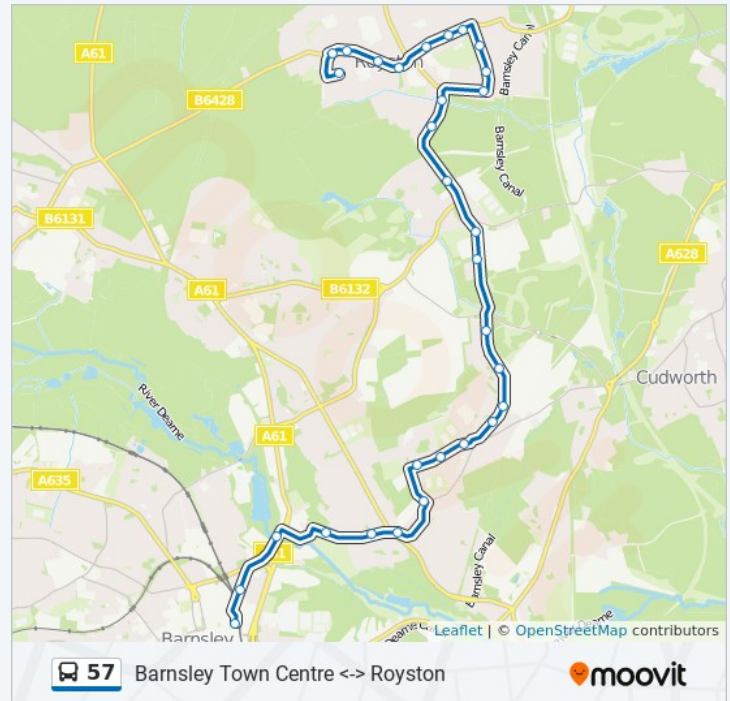 A61
Royston
Barnsley Canal
B6428
Barnsley Canal
B6131
A628
A61
B6132
Cudworth
River Dearne
A61
A635
Barnsley Canal
Barnsley
Leaflet | © OpenStreetMap contributors
57 Barnsley Town Centre <-> Royston
moovit